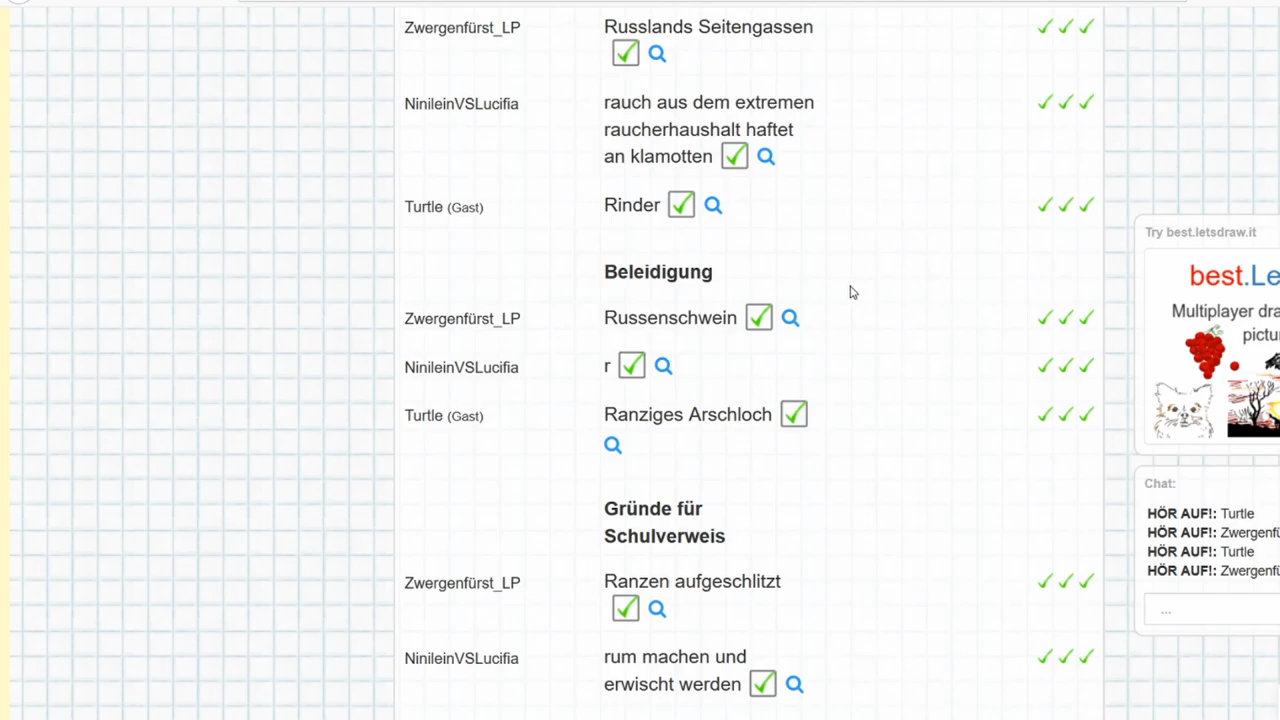 Zwergenfürst_LP Russlands Seitengassen
NinileinVSLucifia rauch aus dem extremen
raucherhaushalt haftet
an klamotten
Turtle (Gast) Rinder
Beleidigung
Zwergenfürst_LP Russenschwein
NinileinVSLucifia r
Turtle (Gast) Ranziges Arschloch
Gründe für
Schulverweis
Zwergenfürst_LP Ranzen aufgeschlitzt
NinileinVSLucifia rum machen und
erwischt werden
Try best.letsdraw.it
best.Le
Multiplayer dra
pictu
Chat:
HÖR AUF!: Turtle
HÖR AUF!: Zwergenfü
HÖR AUF!: Turtle
HÖR AUF!: Zwergenfü
...